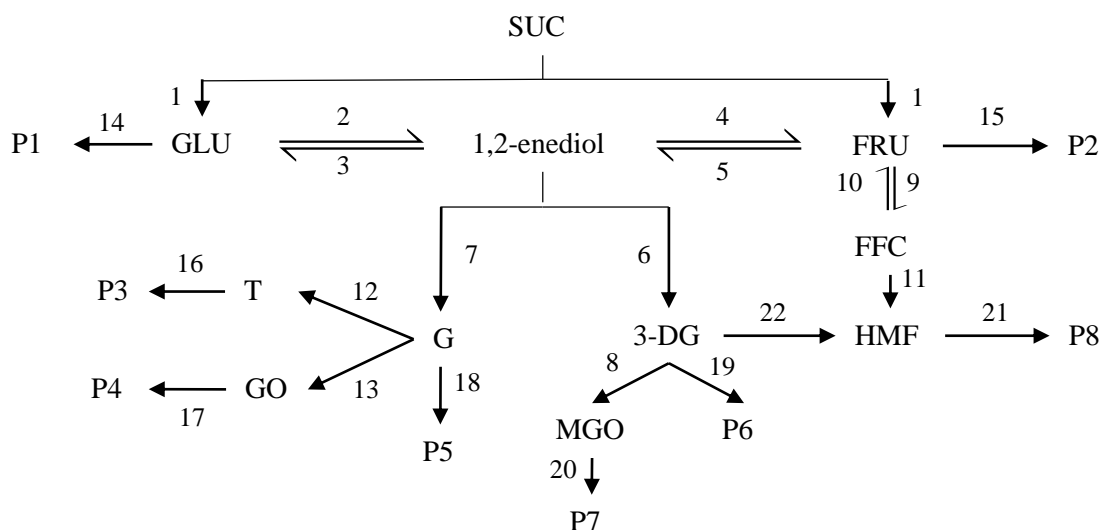 SUC
1 1
P1 14 GLU 2 3 1,2-enediol 4 5 FRU 15 P2
10 9
FFC
7 6 11
P3 16 T 12 G 3-DG 22 HMF 21 P8
P4 17 GO 13 18 8 19
P5 MGO P6
20
P7